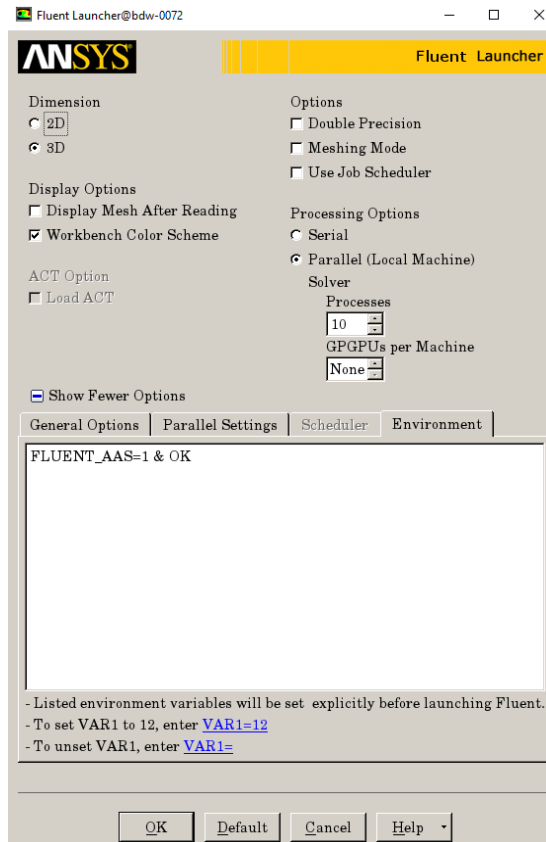 Fluent Launcher@bdw-0072
ANSYS
Fluent Launcher
Dimension
2D
3D
Display Options
Display Mesh After Reading
Workbench Color Scheme
ACT Option
Load ACT
Options
Double Precision
Meshing Mode
Use Job Scheduler
Processing Options
Serial
Parallel (Local Machine)
Solver
Processes
10
GPGPUs per Machine
None
Show Fewer Options
General Options
Parallel Settings
Scheduler
Environment
FLUENT_AAS=1 & OK
- Listed environment variables will be set explicitly before launching Fluent.
- To set VAR1 to 12, enter VAR1=12
- To unset VAR1, enter VAR1=
OK
Default
Cancel
Help